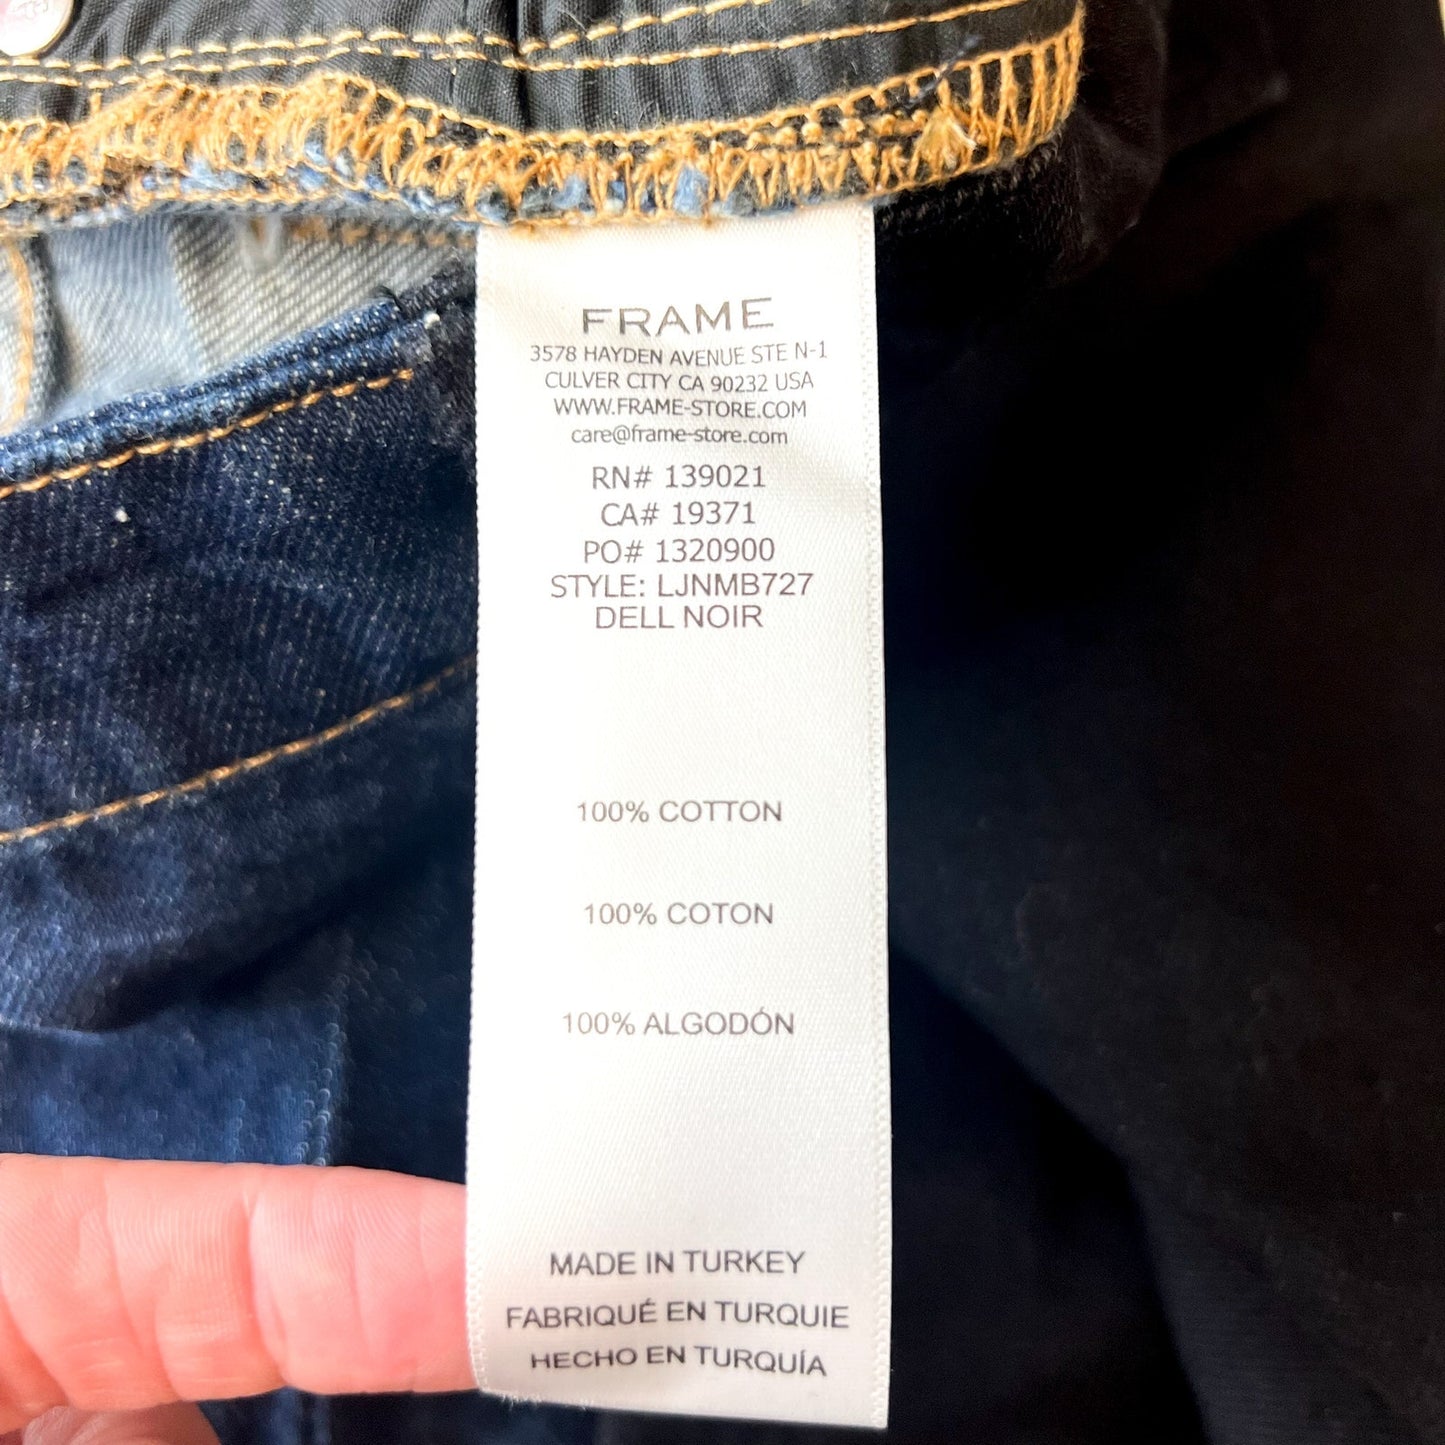 FRAME
3578 HAYDEN AVENUE STE N-1
CULVER CITY CA 90232 USA
WWW.FRAME-STORE.COM
care@frame-store.com
RN# 139021
CA# 19371
PO# 1320900
STYLE: LJNMB727
DELL NOIR
100% COTTON
100% COTON
100% ALGODÓN
MADE IN TURKEY
FABRIQUÉ EN TURQUIE
HECHO EN TURQUÍA